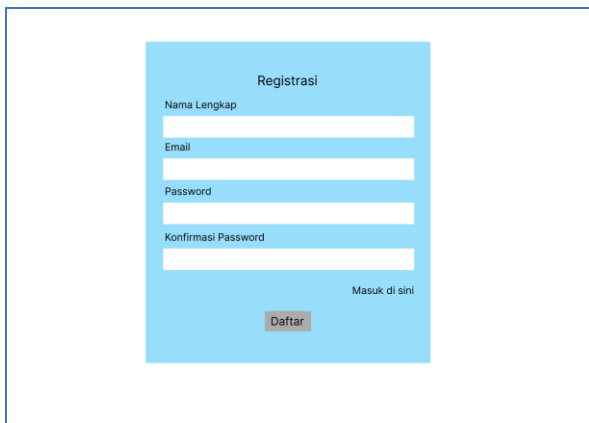 Registrasi
Nama Lengkap
Email
Password
Konfirmasi Password
Masuk di sini
Daftar